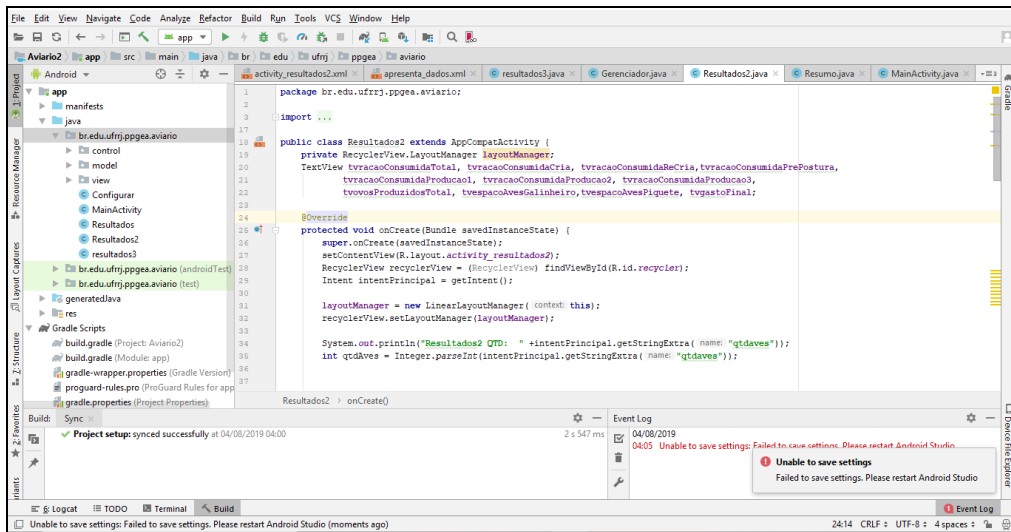 File Edit View Navigate Code Analyze Refactor Build Run Tools VCS Window Help
app
Aviario2 app src main java br edu ufrrj ppgea aviario
Android
activity_resultados2.xml apresenta_dados.xml resultados3.java Gerenciador.java Resultados2.java Resumo.java MainActivity.java
1: Project
Resource Manager
Layout Captures
7: Structure
2: Favorites
Gradle
Device File Explorer
app
manifests
java
br.edu.ufrrj.ppgea.aviario
control
model
view
Configurar
MainActivity
Resultados
Resultados2
resultados3
br.edu.ufrrj.ppgea.aviario (androidTest)
br.edu.ufrrj.ppgea.aviario (test)
generatedJava
res
Gradle Scripts
build.gradle (Project: Aviario2)
build.gradle (Module: app)
gradle-wrapper.properties (Gradle Version)
proguard-rules.pro (ProGuard Rules for app
gradle.properties (Project Properties)
1 package br.edu.ufrrj.ppgea.aviario;
2
3 import ...
17
18 public class Resultados2 extends AppCompatActivity {
19 private RecyclerView.LayoutManager layoutManager;
20 TextView tvracaoConsumidaTotal, tvracaoConsumidaCria, tvracaoConsumidaReCria,tvracaoConsumidaPrePostura,
21 tvracaoConsumidaProducao1, tvracaoConsumidaProducao2, tvracaoConsumidaProducao3,
22 tvovosProduzidosTotal, tvespacoAvesGalinheiro,tvespacoAvesPiquete, tvgastoFinal;
23
24 @Override
25 protected void onCreate(Bundle savedInstanceState) {
26 super.onCreate(savedInstanceState);
27 setContentView(R.layout.activity_resultados2);
28 RecyclerView recyclerView = (RecyclerView) findViewById(R.id.recycler);
29 Intent intentPrincipal = getIntent();
30
31 layoutManager = new LinearLayoutManager( context: this);
32 recyclerView.setLayoutManager(layoutManager);
33
34 System.out.println("Resultados2 QTD: " +intentPrincipal.getStringExtra( name: "qtdaves"));
35 int qtdAves = Integer.parseInt(intentPrincipal.getStringExtra( name: "qtdaves"));
36
37
Resultados2 > onCreate()
Build: Sync
Project setup: synced successfully at 04/08/2019 04:00 2 s 547 ms
Event Log
04/08/2019
04:05 Unable to save settings: Failed to save settings. Please restart Android Studio
Unable to save settings
Failed to save settings. Please restart Android Studio
6: Logcat TODO Terminal Build Event Log
Unable to save settings: Failed to save settings. Please restart Android Studio (moments ago) 24:14 CRLF UTF-8 4 spaces